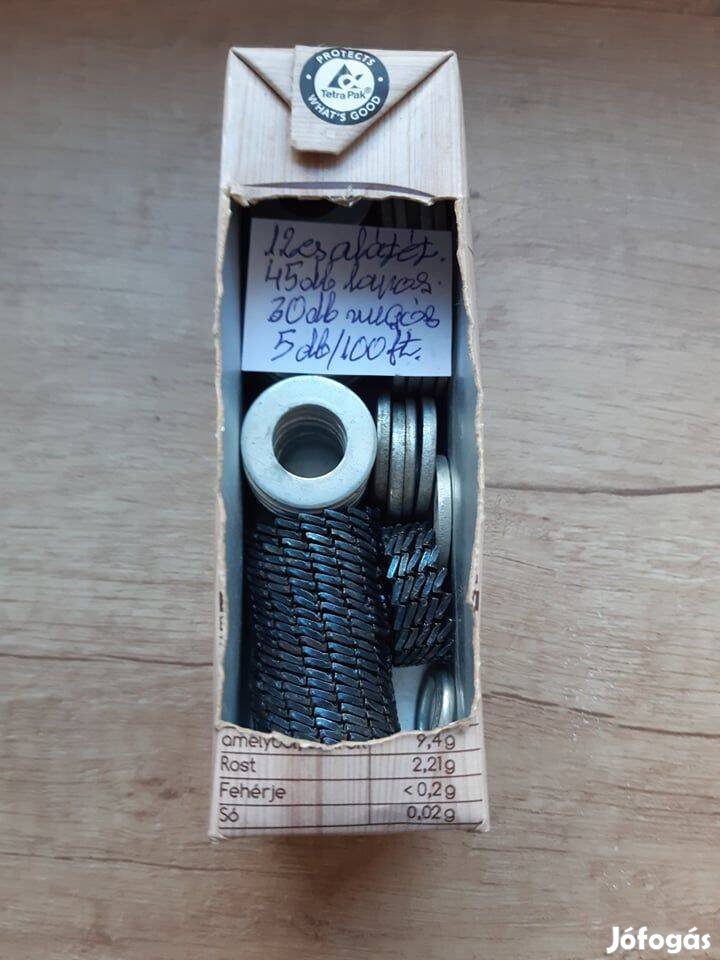 PROTECTS
Tetra Pak®
WHAT'S GOOD
12es alátét.
45db lapos.
30db rugós
5db/100ft.
9,4g
Rost 2,21g
Fehérje <0,2g
Só 0,02g
Jófogás